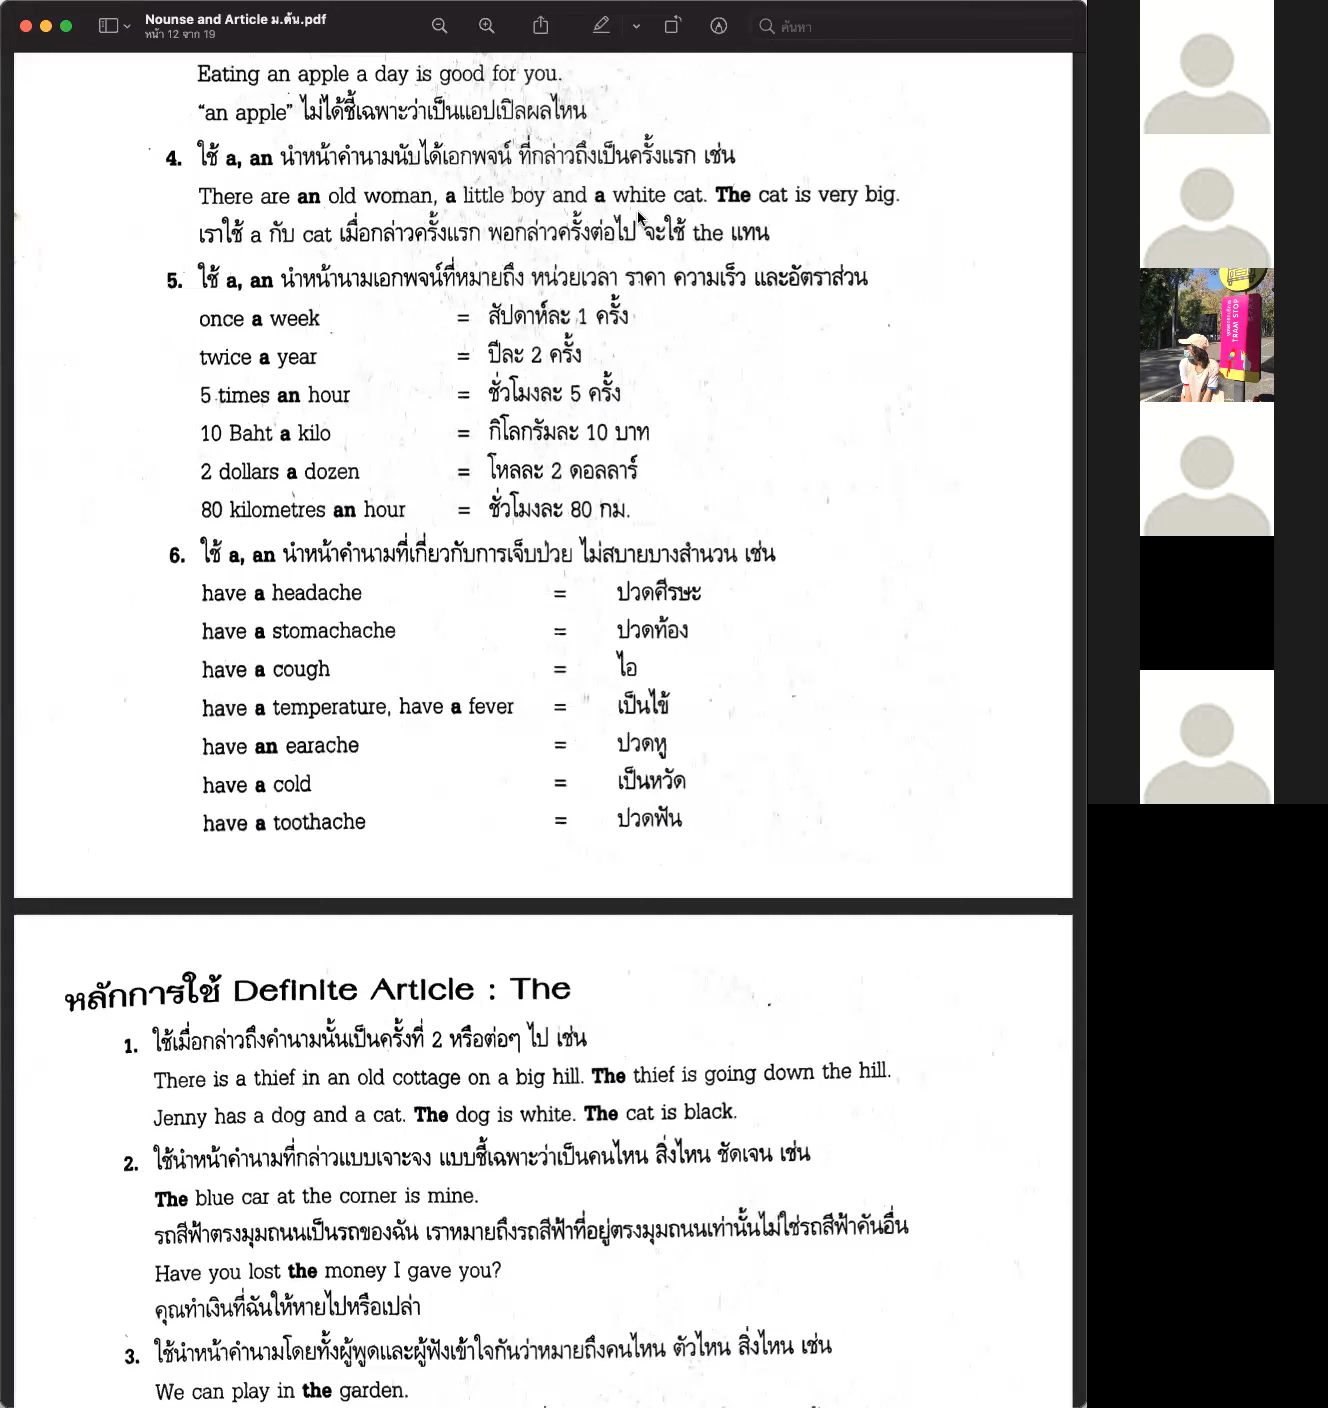 Nounse and Article ม.ต้น.pdf
หน้า 12 จาก 19
ค้นหา
Eating an apple a day is good for you.
“an apple” ไม่ได้ชี้เฉพาะว่าเป็นแอปเปิลผลไหน
4. ใช้ a, an นำหน้าคำนามนับได้เอกพจน์ ที่กล่าวถึงเป็นครั้งแรก เช่น
There are an old woman, a little boy and a white cat. The cat is very big.
เราใช้ a กับ cat เมื่อกล่าวครั้งแรก พอกล่าวครั้งต่อไป จะใช้ the แทน
5. ใช้ a, an นำหน้านามเอกพจน์ที่หมายถึง หน่วยเวลา ราคา ความเร็ว และอัตราส่วน
once a week = สัปดาห์ละ 1 ครั้ง
twice a year = ปีละ 2 ครั้ง
5 times an hour = ชั่วโมงละ 5 ครั้ง
10 Baht a kilo = กิโลกรัมละ 10 บาท
2 dollars a dozen = โหลละ 2 ดอลลาร์
80 kilometres an hour = ชั่วโมงละ 80 กม.
6. ใช้ a, an นำหน้าคำนามที่เกี่ยวกับการเจ็บป่วย ไม่สบายบางสำนวน เช่น
have a headache = ปวดศีรษะ
have a stomachache = ปวดท้อง
have a cough = ไอ
have a temperature, have a fever = เป็นไข้
have an earache = ปวดหู
have a cold = เป็นหวัด
have a toothache = ปวดฟัน
หลักการใช้ Definite Article : The
1. ใช้เมื่อกล่าวถึงคำนามนั้นเป็นครั้งที่ 2 หรือต่อๆ ไป เช่น
There is a thief in an old cottage on a big hill. The thief is going down the hill.
Jenny has a dog and a cat. The dog is white. The cat is black.
2. ใช้นำหน้าคำนามที่กล่าวแบบเจาะจง แบบชี้เฉพาะว่าเป็นคนไหน สิ่งไหน ชัดเจน เช่น
The blue car at the corner is mine.
รถสีฟ้าตรงมุมถนนเป็นรถของฉัน เราหมายถึงรถสีฟ้าที่อยู่ตรงมุมถนนเท่านั้นไม่ใช่รถสีฟ้าคันอื่น
Have you lost the money I gave you?
คุณทำเงินที่ฉันให้หายไปหรือเปล่า
3. ใช้นำหน้าคำนามโดยทั้งผู้พูดและผู้ฟังเข้าใจกันว่าหมายถึงคนไหน ตัวไหน สิ่งไหน เช่น
We can play in the garden.
TRAM STOP